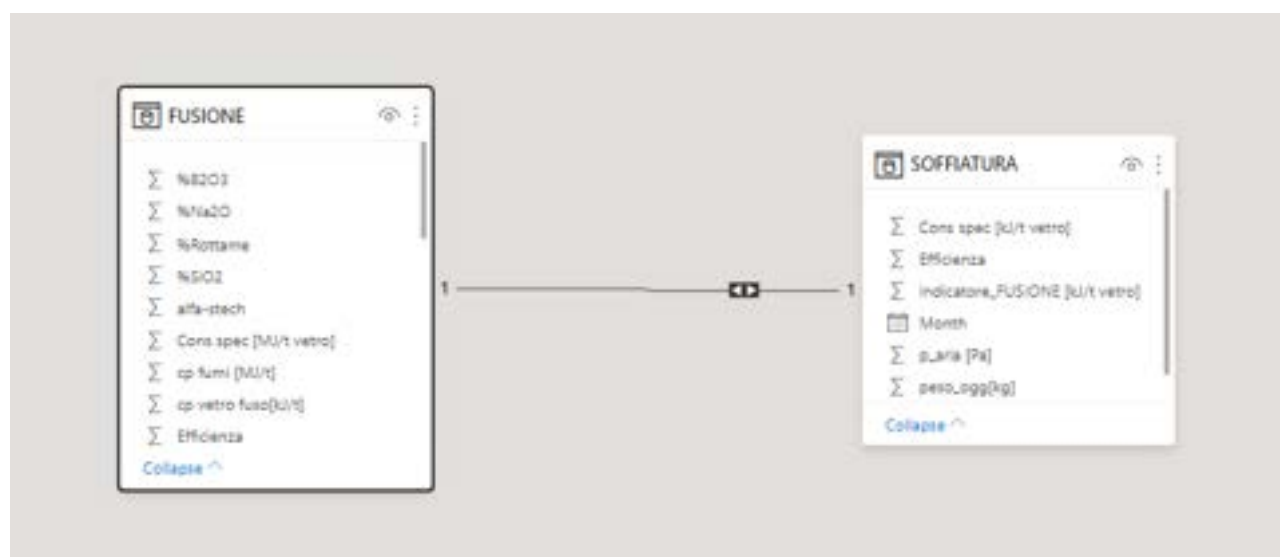 FUSIONE
%B2O3
%Na2O
%Rottame
%SiO2
alfa-stech
Cons spec [MJ/t vetro]
cp fumi [MJ/t]
cp vetro fuso[kJ/t]
Efficienza
Collapse
1
1
SOFFIATURA
Cons spec [kJ/t vetro]
Efficienza
indicatore_FUSIONE [kJ/t vetro]
Month
p_aria [Pa]
peso_ogg[kg]
Collapse